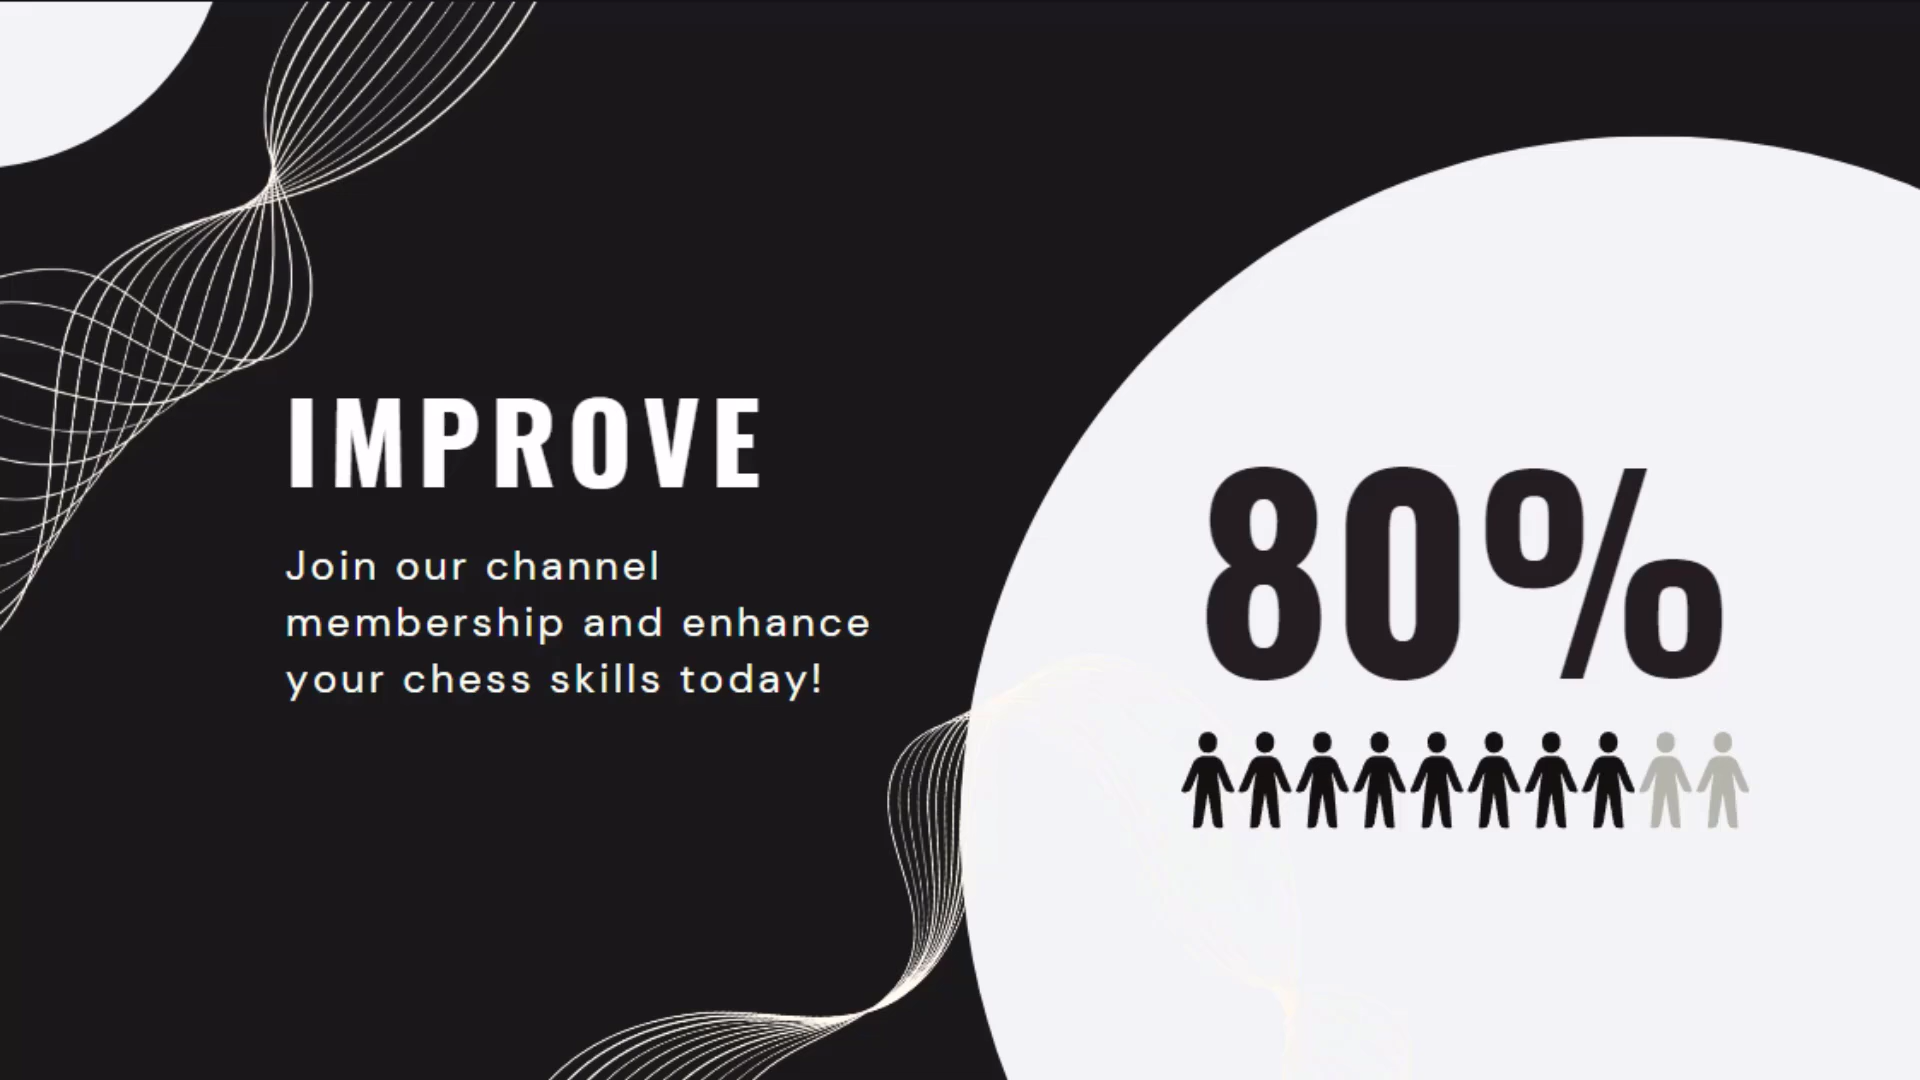 IMPROVE
Join our channel
membership and enhance
your chess skills today!
80%